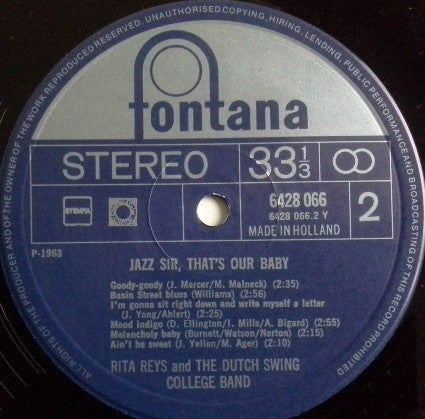 ALL RIGHTS OF THE PRODUCER AND OF THE OWNER OF THE WORK REPRODUCED RESERVED. UNAUTHORISED COPYING, HIRING, LENDING, PUBLIC PERFORMANCE AND BROADCASTING OF THIS RECORD PROHIBITED
fontana
STEREO 33 1/3
STEMRA
6428 066
6428 066.2 Y
MADE IN HOLLAND
2
P-1963
JAZZ SIR, THAT'S OUR BABY
Goody-goody (J. Mercer/M. Malneck) (2:35)
Basin Street blues (Williams) (2:56)
I'm gonna sit right down and write myself a letter
(J. Yong/Ahlert) (2:25)
Mood indigo (D. Ellington/I. Mills/A. Bigard) (2:55)
Melancholy baby (Burnett/Watson/Norton) (2:15)
Ain't he sweet (J. Yellen/M. Ager) (2:10)
RITA REYS and THE DUTCH SWING
COLLEGE BAND